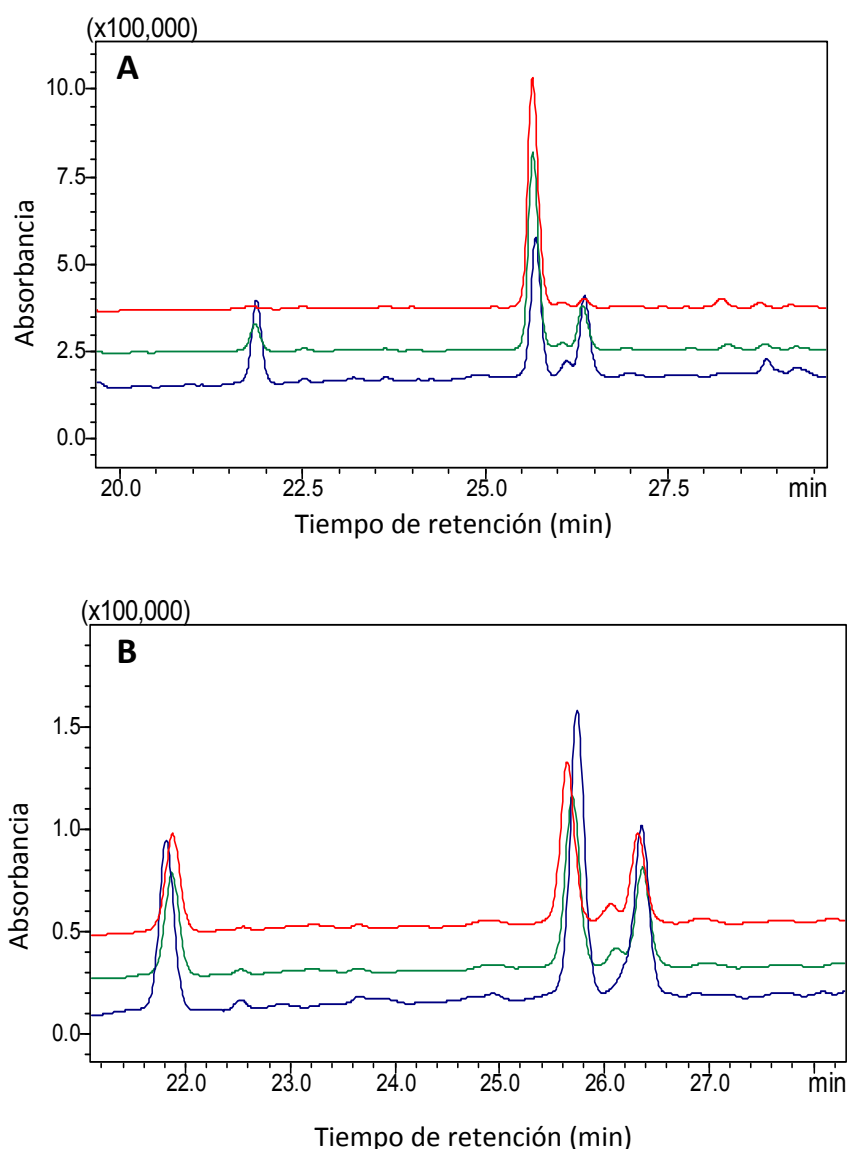 (x100,000)
A
10.0
7.5
5.0
2.5
0.0
Absorbancia
20.0 22.5 25.0 27.5 min
Tiempo de retención (min)
(x100,000)
B
1.5
1.0
0.5
0.0
Absorbancia
22.0 23.0 24.0 25.0 26.0 27.0 min
Tiempo de retención (min)